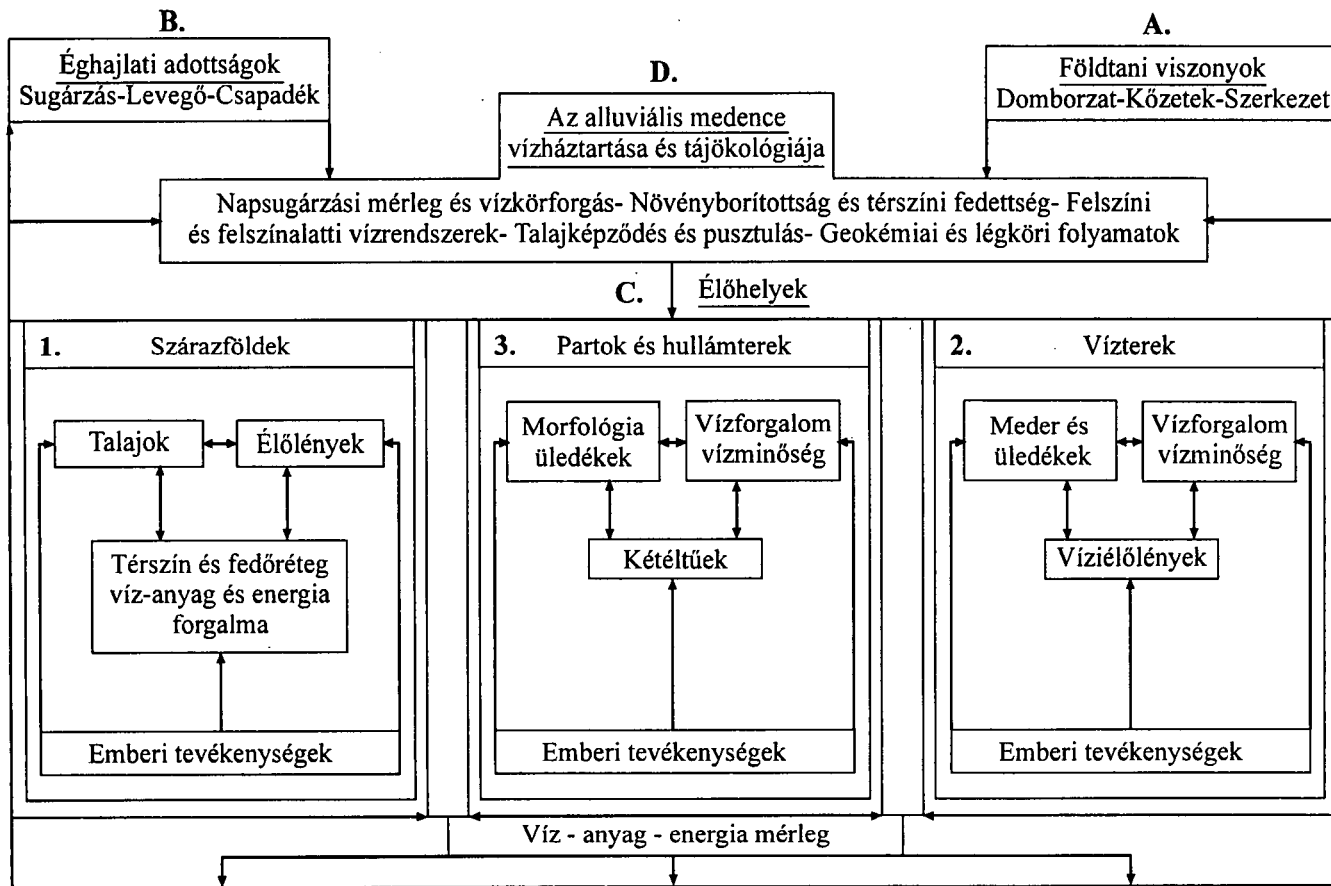 B.
Éghajlati adottságok
Sugárzás-Levegő-Csapadék
A.
Földtani viszonyok
Domborzat-Kőzetek-Szerkezet
D.
Az alluviális medence
vízháztartása és tájökológiája
Napsugárzási mérleg és vízkörforgás- Növényborítottság és térszíni fedettség- Felszíni
és felszínalatti vízrendszerek- Talajképződés és pusztulás- Geokémiai és légköri folyamatok
C. Élőhelyek
1. Szárazföldek
Talajok
Élőlények
Térszín és fedőréteg
víz-anyag és energia
forgalma
Emberi tevékenységek
3. Partok és hullámterek
Morfológia
üledékek
Vízforgalom
vízminőség
Kétéltűek
Emberi tevékenységek
2. Vízterek
Meder és
üledékek
Vízforgalom
vízminőség
Víziélőlények
Emberi tevékenységek
Víz - anyag - energia mérleg